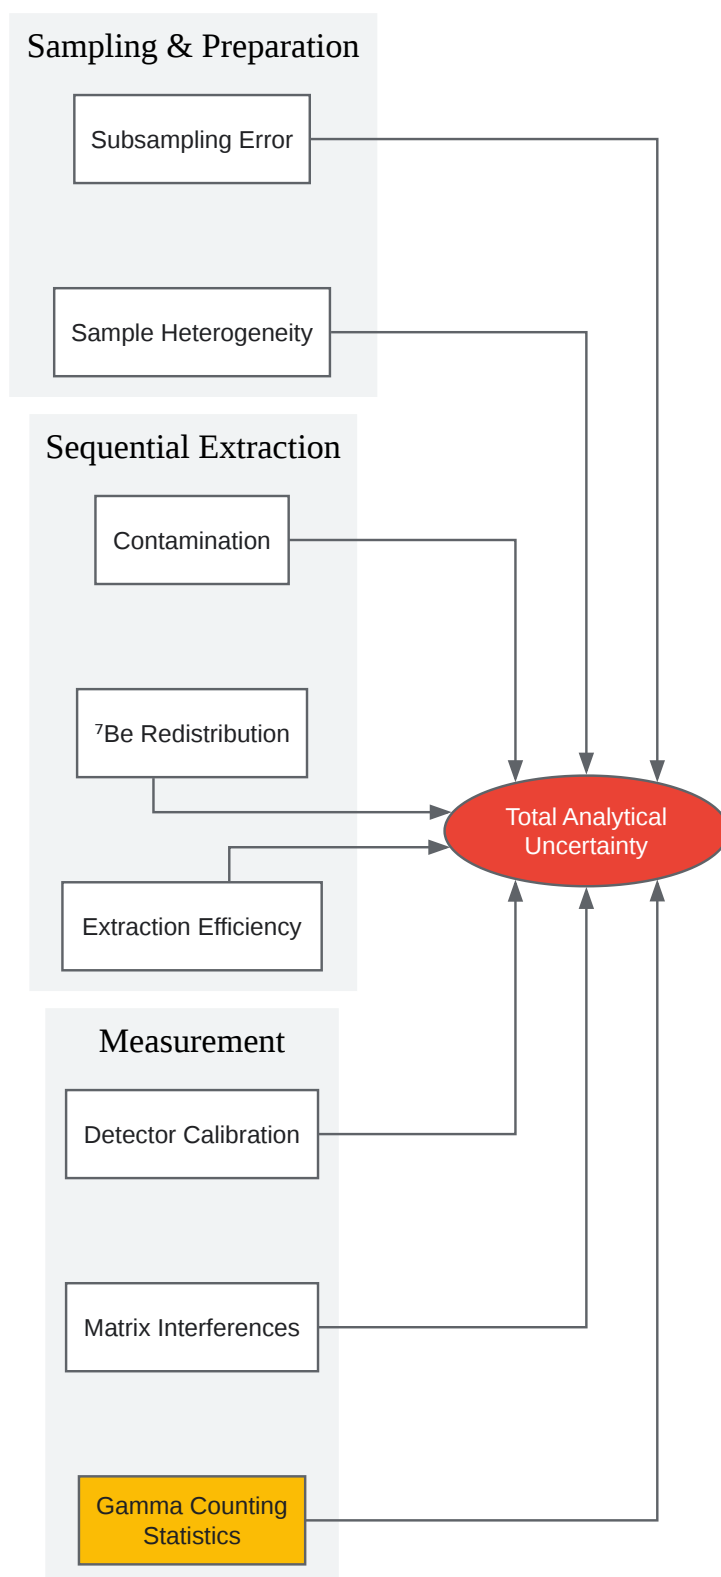 Sampling & Preparation
Subsampling Error
Sample Heterogeneity
Sequential Extraction
Contamination
⁷Be Redistribution
Total Analytical
Uncertainty
Extraction Efficiency
Measurement
Detector Calibration
Matrix Interferences
Gamma Counting
Statistics